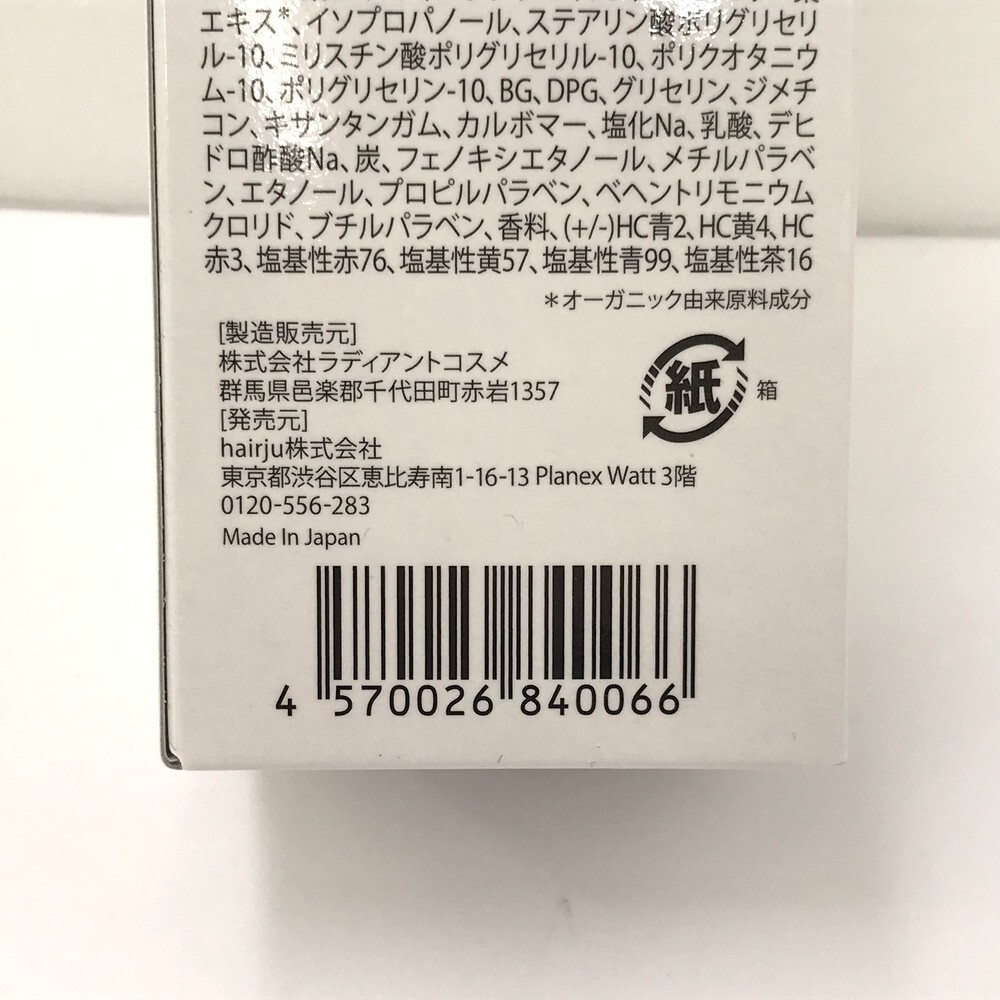 エキス*、イソプロパノール、ステアリン酸ポリグリセリ
ル-10、ミリスチン酸ポリグリセリル-10、ポリクオタニウ
ム-10、ポリグリセリン-10、BG、DPG、グリセリン、ジメチ
コン、キサンタンガム、カルボマー、塩化Na、乳酸、デヒ
ドロ酢酸Na、炭、フェノキシエタノール、メチルパラベ
ン、エタノール、プロピルパラベン、ベヘントリモニウム
クロリド、ブチルパラベン、香料、(+/-)HC青2、HC黄4、HC
赤3、塩基性赤76、塩基性黄57、塩基性青99、塩基性茶16
＊オーガニック由来原料成分
[製造販売元]
株式会社ラディアントコスメ
群馬県邑楽郡千代田町赤岩1357
[発売元]
hairju株式会社
東京都渋谷区恵比寿南1-16-13 Planex Watt 3階
0120-556-283
Made In Japan
紙 箱
4 570026 840066